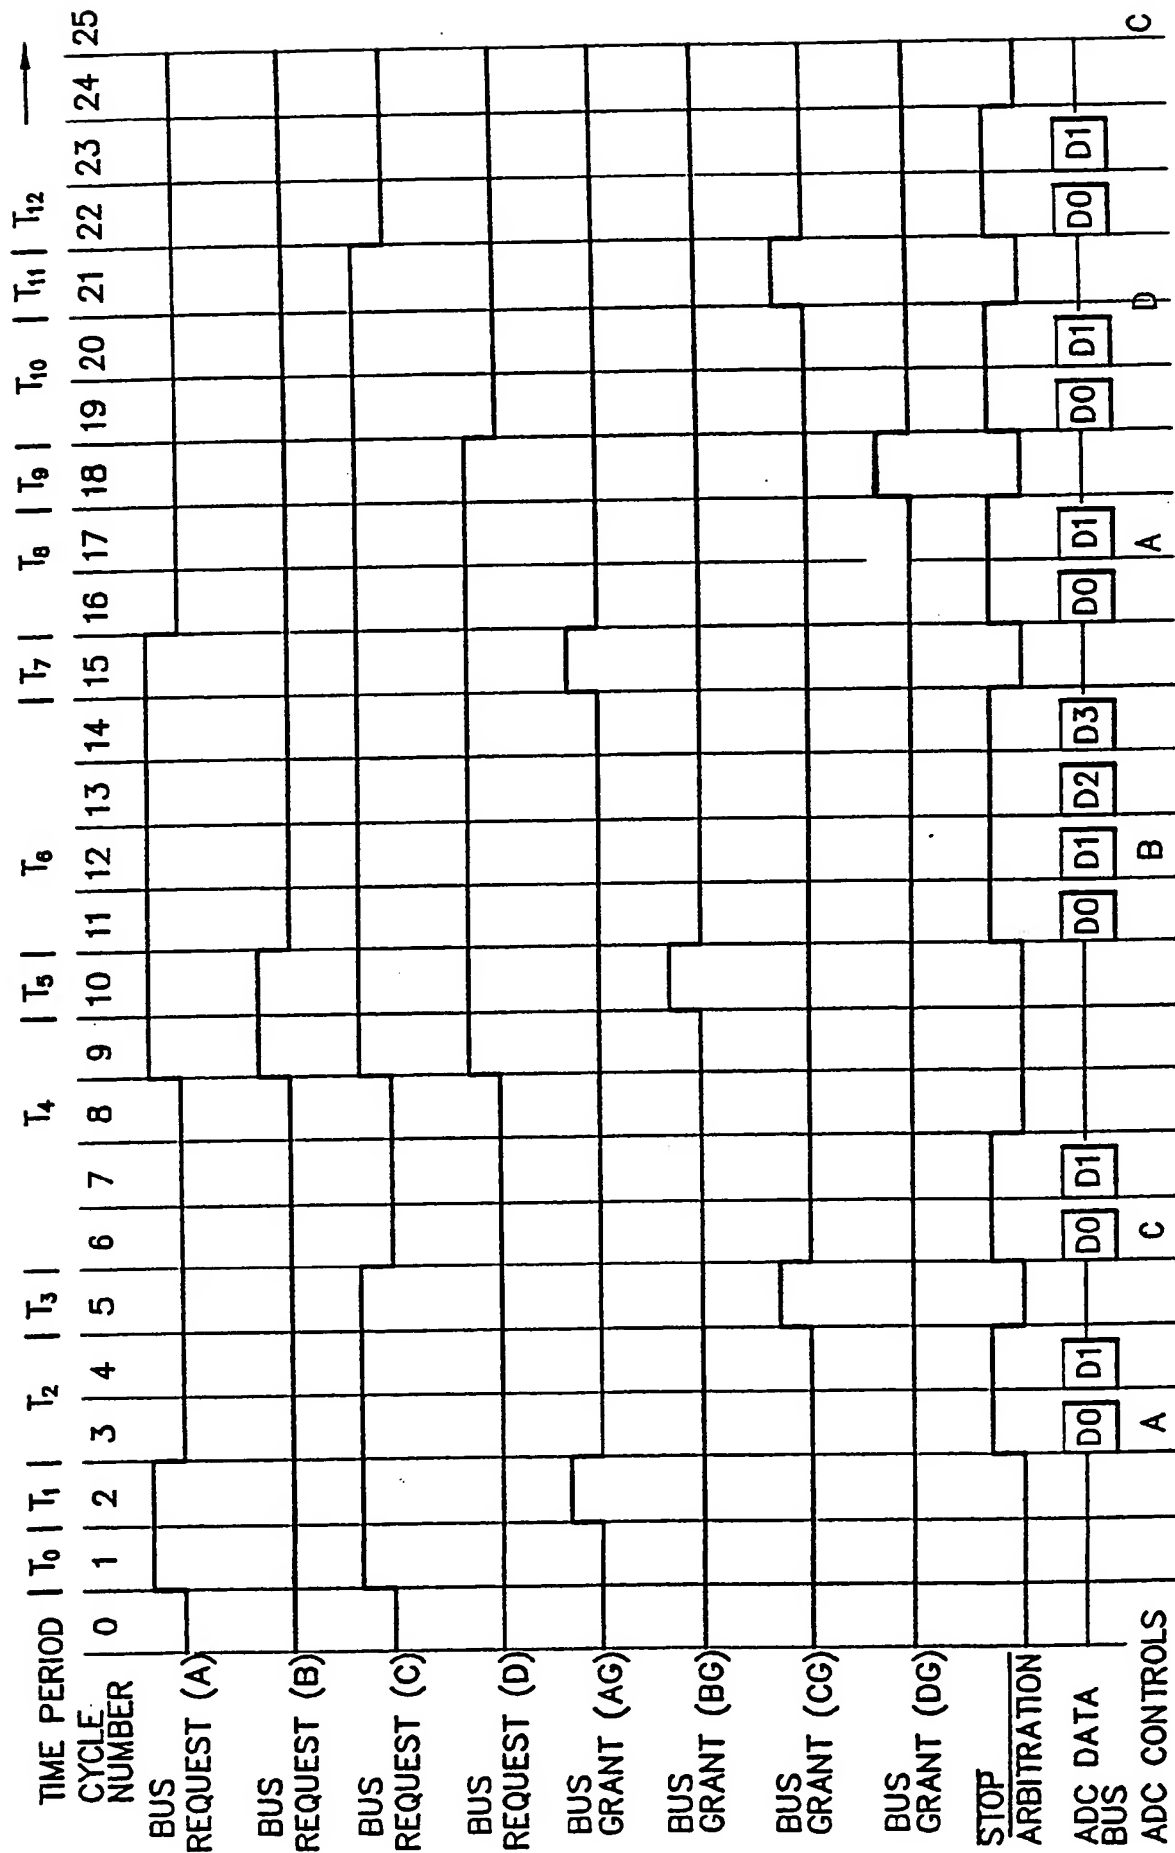 TIME PERIOD | T0 | T1 | T2 | T3 | T4 | T5 | T6 | T7 | T8 | T9 | T10 | T11 | T12
CYCLE NUMBER 0 1 2 3 4 5 6 7 8 9 10 11 12 13 14 15 16 17 18 19 20 21 22 23 24 25
BUS
REQUEST (A)
BUS
REQUEST (B)
BUS
REQUEST (C)
BUS
REQUEST (D)
BUS
GRANT (AG)
BUS
GRANT (BG)
BUS
GRANT (CG)
BUS
GRANT (DG)
STOP
ARBITRATION
ADC DATA
BUS D0 D1 D0 D1 D0 D1 D2 D3 D0 D1 D0 D1 D0 D1
ADC CONTROLS A C B A D C